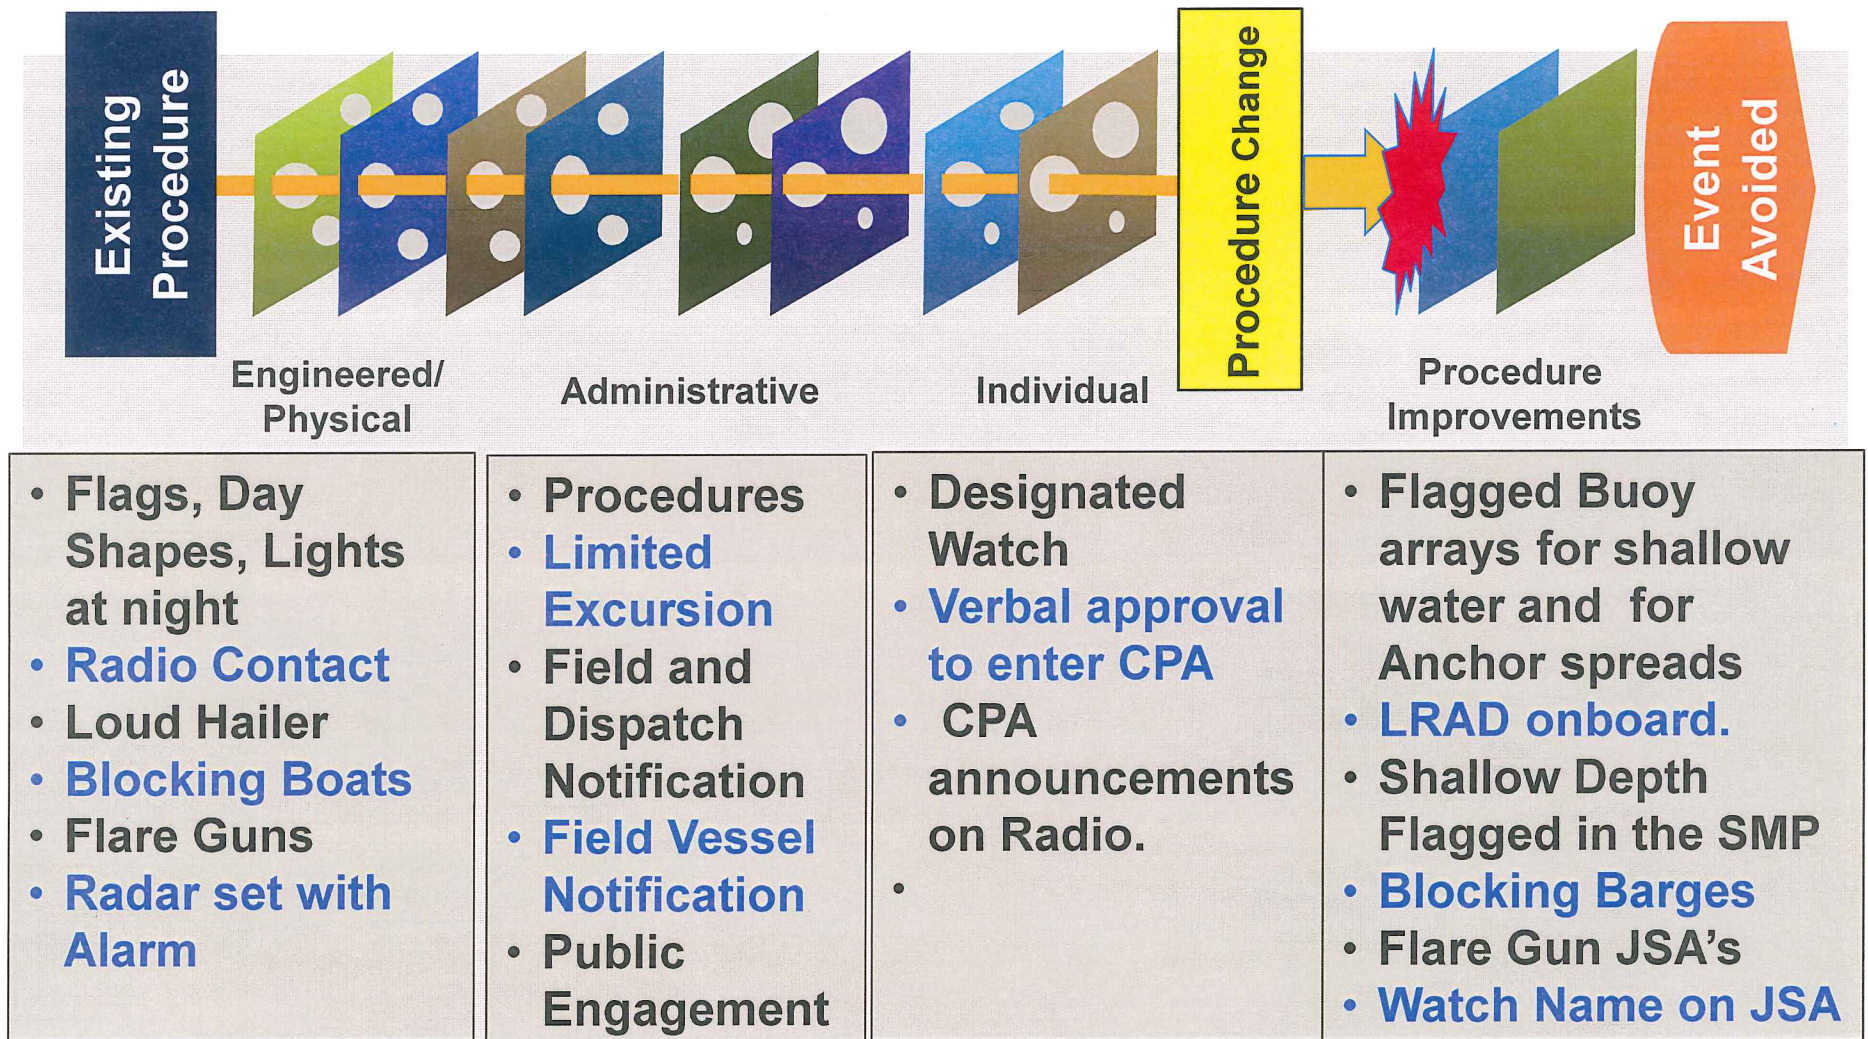 Existing
Procedure
Engineered/
Physical
Administrative
Individual
Procedure Change
Procedure
Improvements
Event
Avoided
• Flags, Day
Shapes, Lights
at night
• Radio Contact
• Loud Hailer
• Blocking Boats
• Flare Guns
• Radar set with
Alarm
• Procedures
• Limited
Excursion
• Field and
Dispatch
Notification
• Field Vessel
Notification
• Public
Engagement
• Designated
Watch
• Verbal approval
to enter CPA
• CPA
announcements
on Radio.
•
• Flagged Buoy
arrays for shallow
water and for
Anchor spreads
• LRAD onboard.
• Shallow Depth
Flagged in the SMP
• Blocking Barges
• Flare Gun JSA's
• Watch Name on JSA